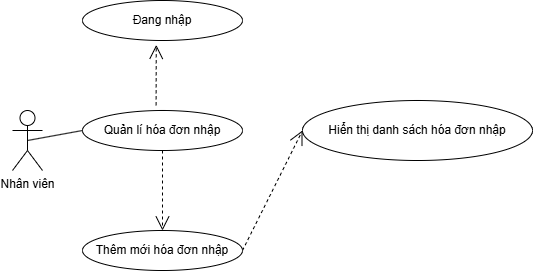 Đang nhập
Quản lí hóa đơn nhập
Hiển thị danh sách hóa đơn nhập
Nhân viên
Thêm mới hóa đơn nhập